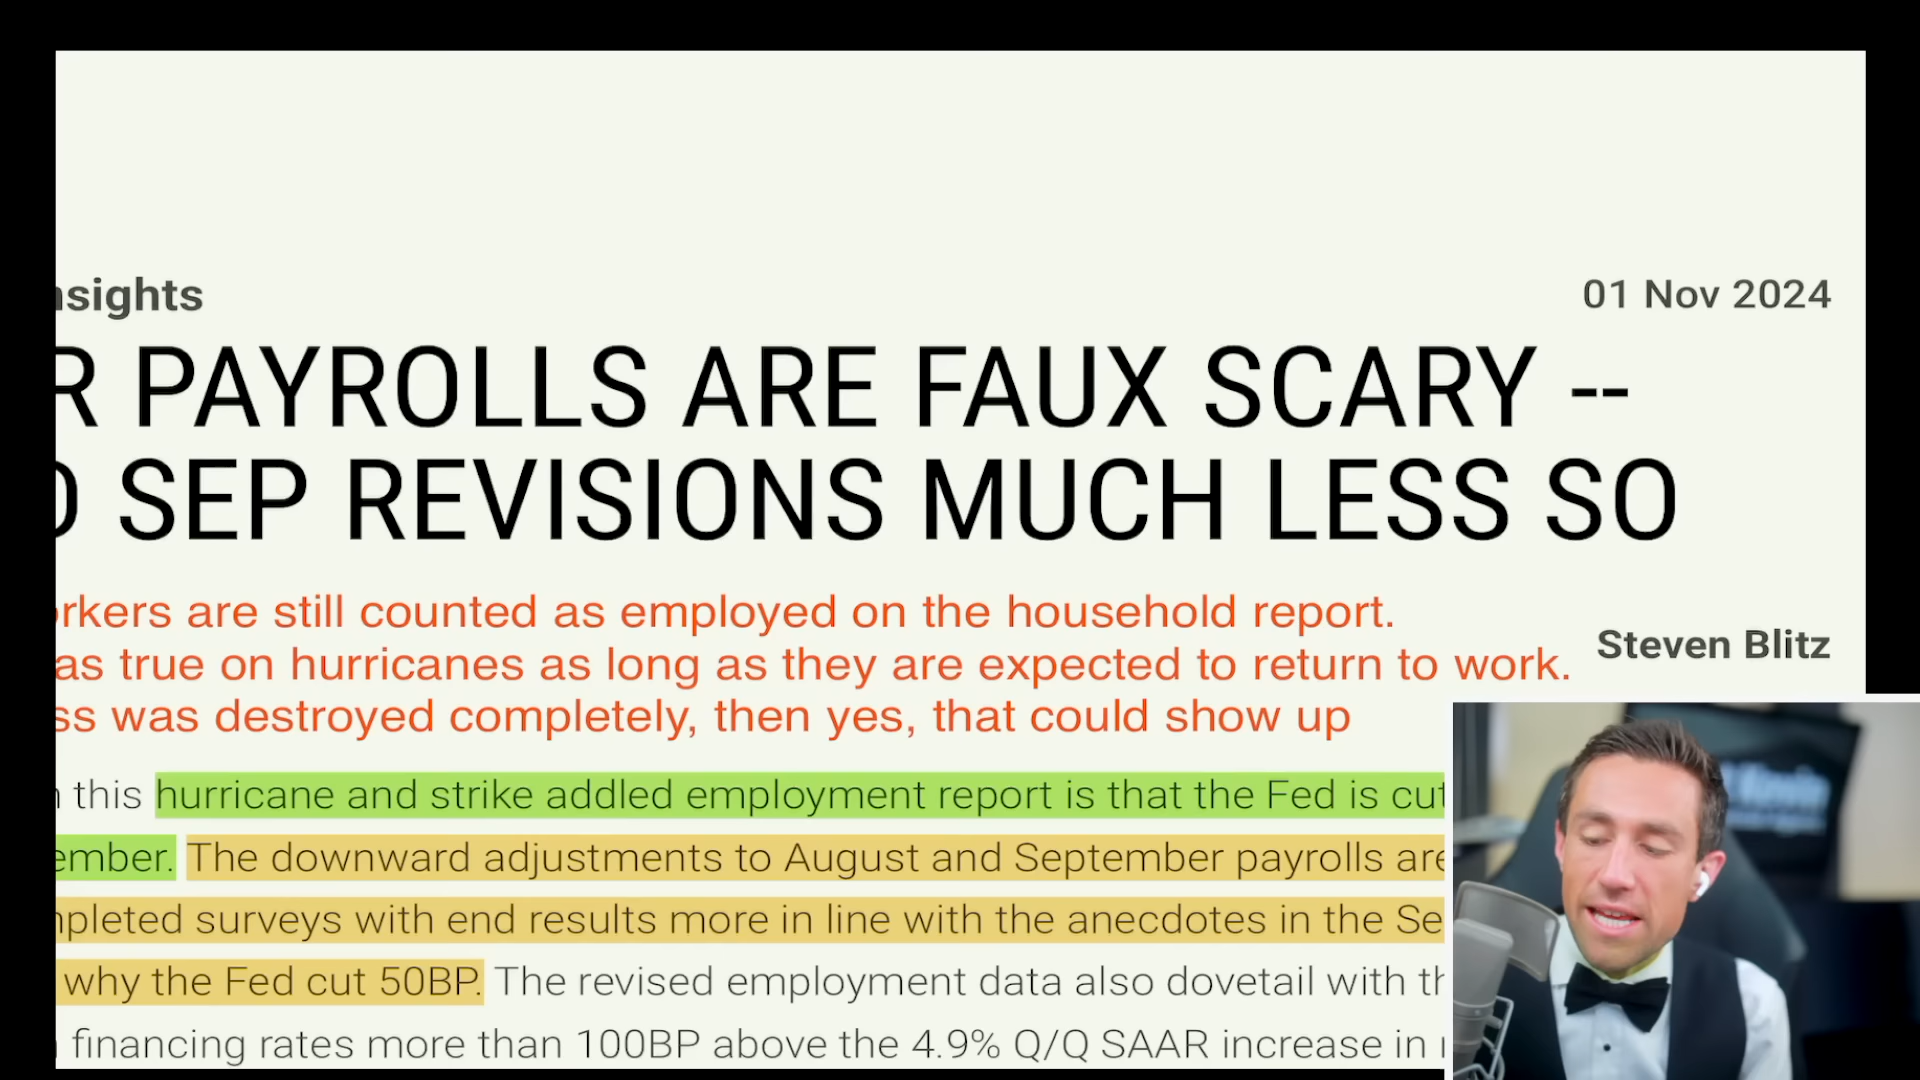 nsights
01 Nov 2024
R PAYROLLS ARE FAUX SCARY --
SEP REVISIONS MUCH LESS SO
rkers are still counted as employed on the household report.
as true on hurricanes as long as they are expected to return to work.
Steven Blitz
ss was destroyed completely, then yes, that could show up
this hurricane and strike addled employment report is that the Fed is cut
ember. The downward adjustments to August and September payrolls are
pleted surveys with end results more in line with the anecdotes in the Se
why the Fed cut 50BP. The revised employment data also dovetail with th
financing rates more than 100BP above the 4.9% Q/Q SAAR increase in